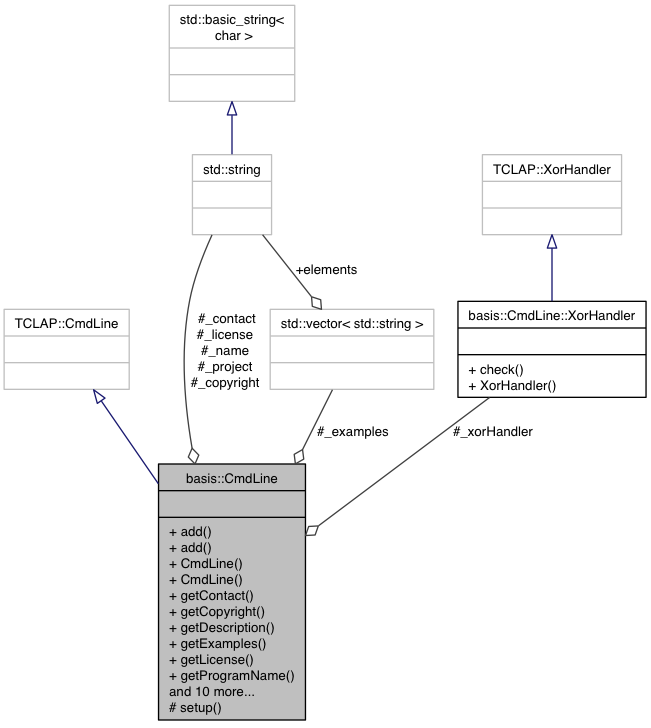 std::basic_string<
char >
std::string
TCLAP::XorHandler
+elements
TCLAP::CmdLine
#_contact
#_license
#_name
#_project
#_copyright
std::vector< std::string >
basis::CmdLine::XorHandler
+ check()
+ XorHandler()
#_examples
#_xorHandler
basis::CmdLine
+ add()
+ add()
+ CmdLine()
+ CmdLine()
+ getContact()
+ getCopyright()
+ getDescription()
+ getExamples()
+ getLicense()
+ getProgramName()
and 10 more...
# setup()